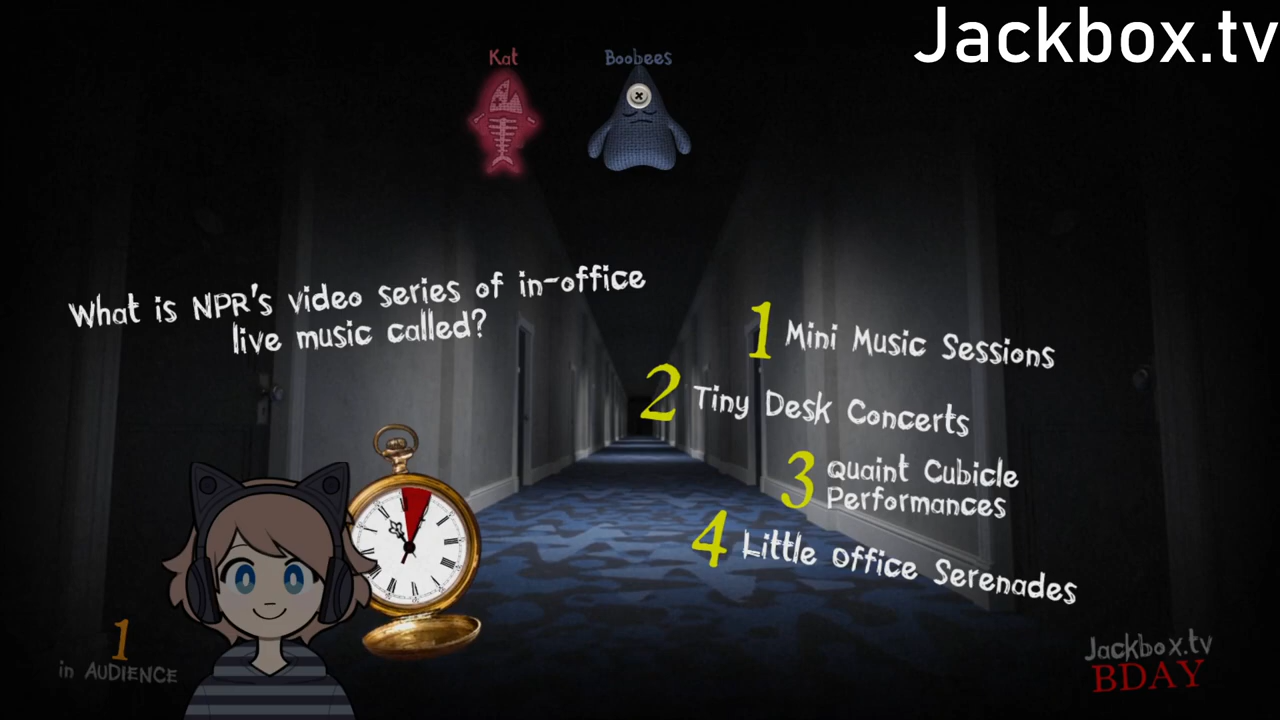 Jackbox.tv
Kat
Boobees
What is NPR's video series of in-office
live music called?
1 Mini Music Sessions
2 Tiny Desk Concerts
3 Quaint Cubicle
Performances
4 Little Office Serenades
1
in AUDIENCE
Jackbox.tv
BDAY